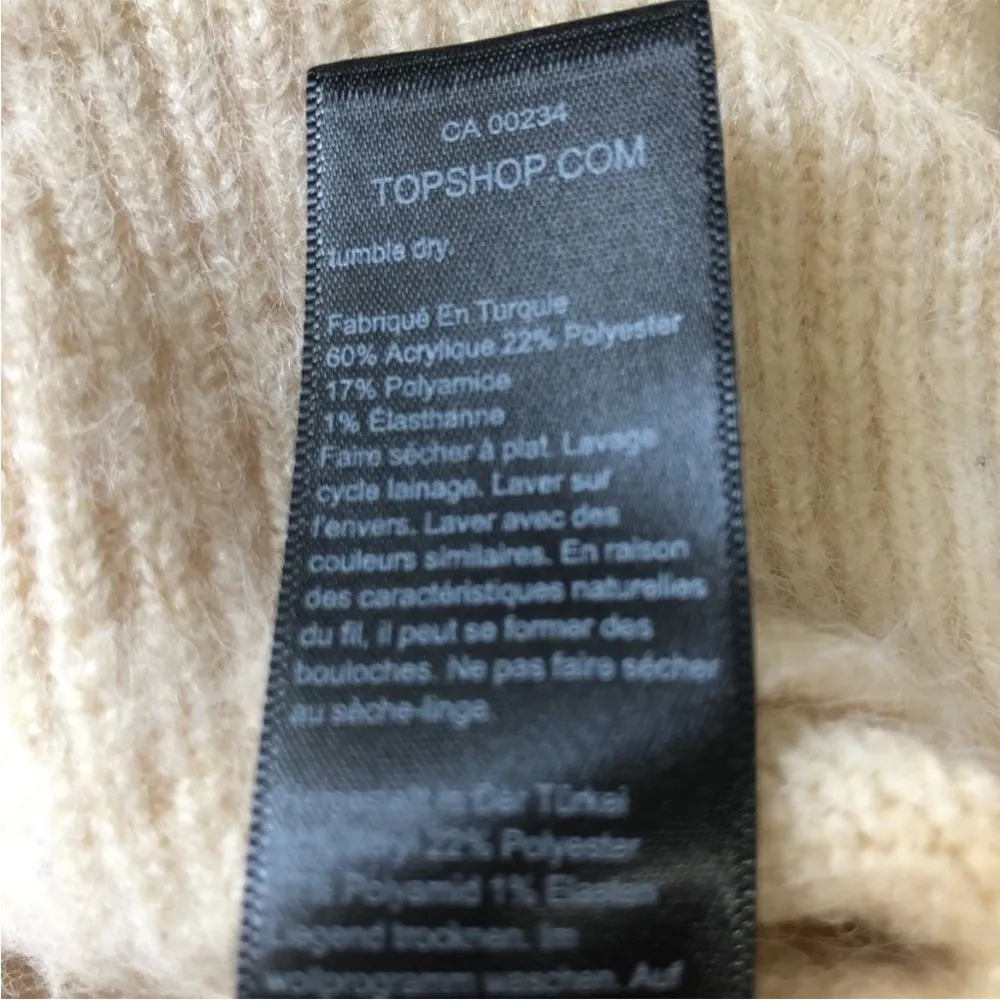 CA 00234
TOPSHOP.COM
tumble dry.
Fabriqué En Turquie
60% Acrylique 22% Polyester
17% Polyamide
1% Élasthanne
Faire sécher à plat. Lavage
cycle lainage. Laver sur
l'envers. Laver avec des
couleurs similaires. En raison
des caractéristiques naturelles
du fil, il peut se former des
bouloches. Ne pas faire sécher
au sèche-linge.
In Der Türkei
22% Polyester
Polyamid 1% Elastan
Liegend trocknen. Im
wollprogramm waschen. Auf